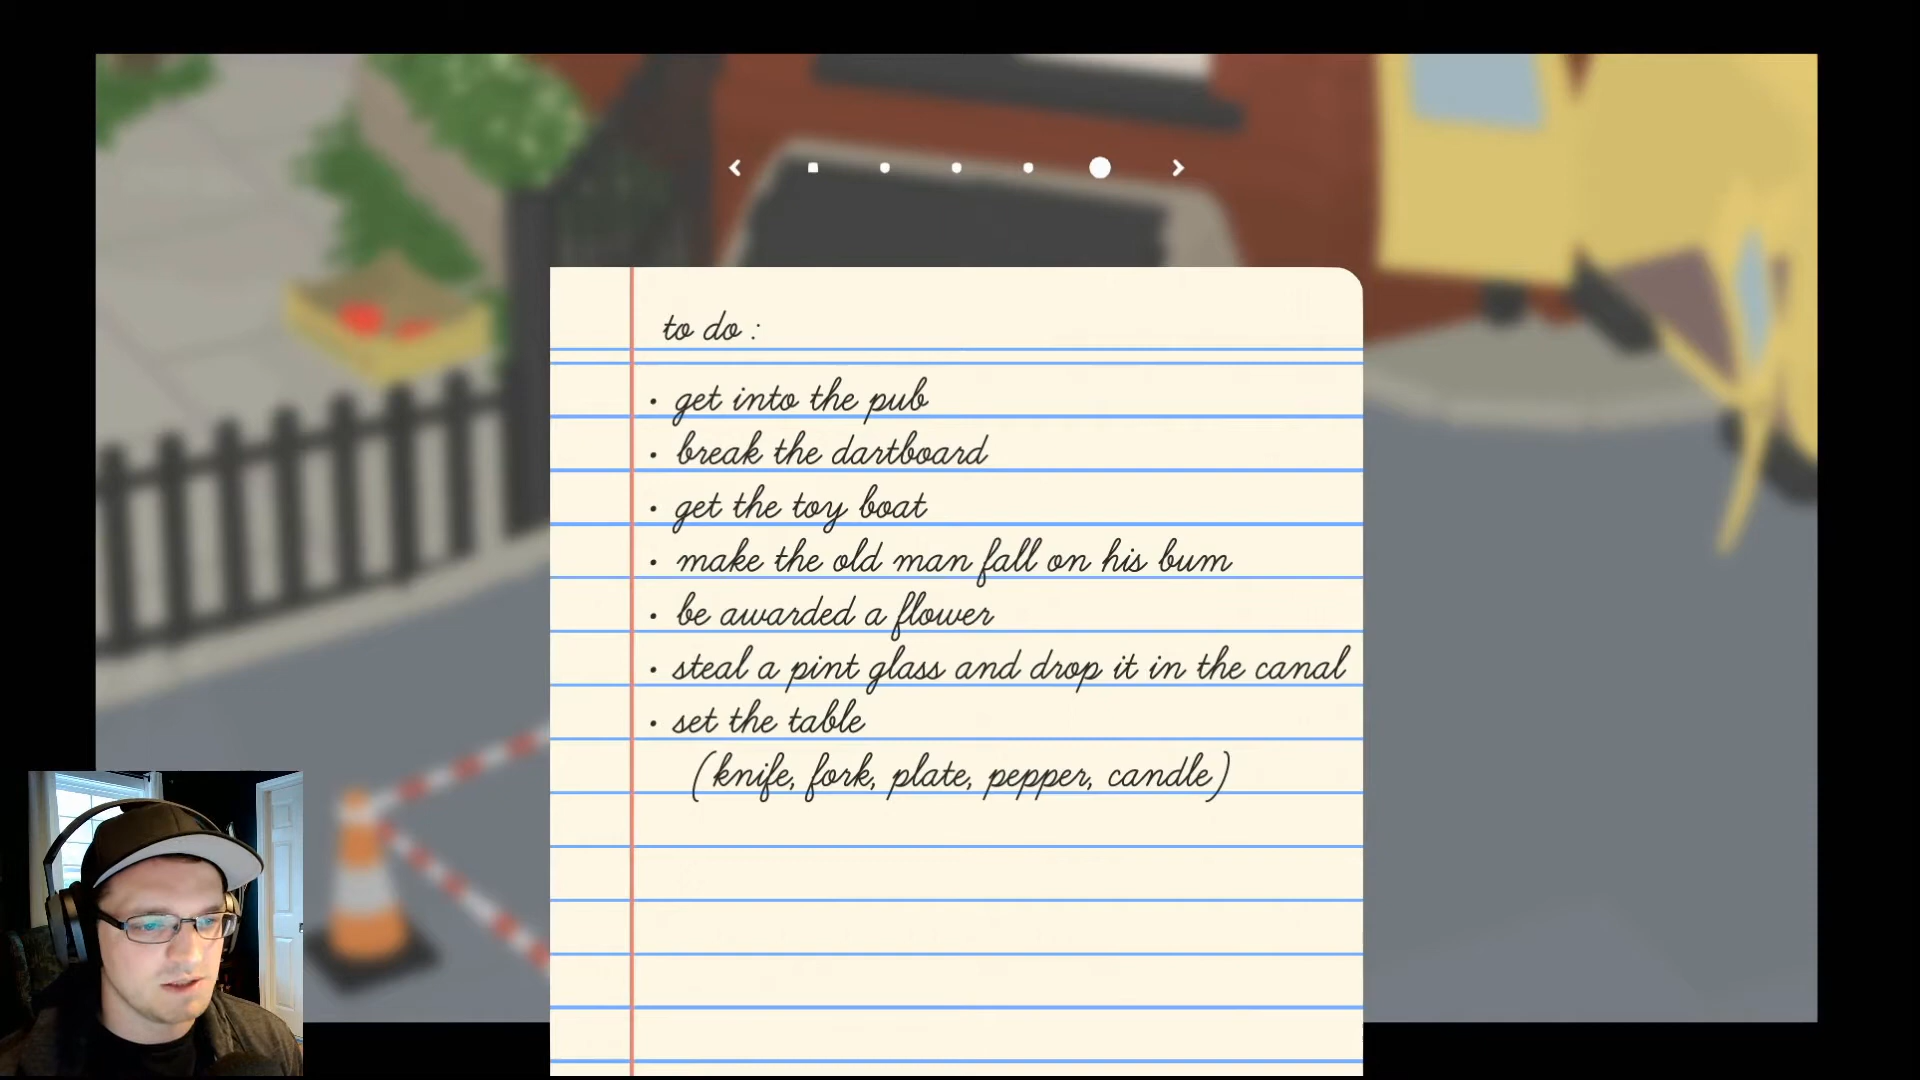 to do :
• get into the pub
• break the dartboard
• get the toy boat
• make the old man fall on his bum
• be awarded a flower
• steal a pint glass and drop it in the canal
• set the table
(knife, fork, plate, pepper, candle)